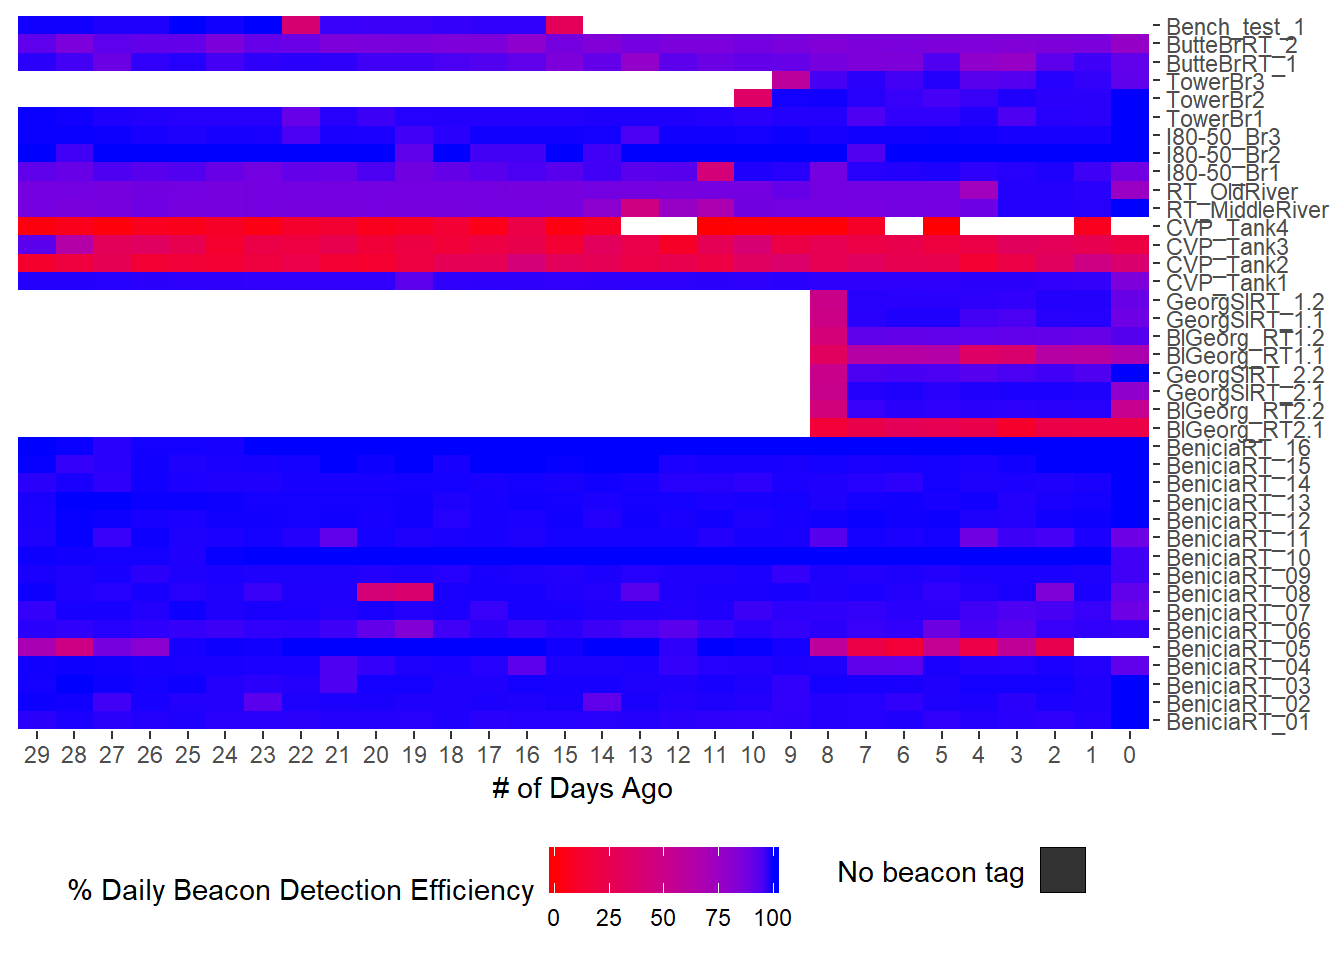 Bench_test_1
ButteBrRT_2
ButteBrRT_1
TowerBr3
TowerBr2
TowerBr1
I80-50_Br3
I80-50_Br2
I80-50_Br1
RT_OldRiver
RT_MiddleRiver
CVP_Tank4
CVP_Tank3
CVP_Tank2
CVP_Tank1
GeorgSlRT_1.2
GeorgSlRT_1.1
BlGeorg_RT1.2
BlGeorg_RT1.1
GeorgSlRT_2.2
GeorgSlRT_2.1
BlGeorg_RT2.2
BlGeorg_RT2.1
BeniciaRT_16
BeniciaRT_15
BeniciaRT_14
BeniciaRT_13
BeniciaRT_12
BeniciaRT_11
BeniciaRT_10
BeniciaRT_09
BeniciaRT_08
BeniciaRT_07
BeniciaRT_06
BeniciaRT_05
BeniciaRT_04
BeniciaRT_03
BeniciaRT_02
BeniciaRT_01
29 28 27 26 25 24 23 22 21 20 19 18 17 16 15 14 13 12 11 10 9 8 7 6 5 4 3 2 1 0
# of Days Ago
% Daily Beacon Detection Efficiency
0 25 50 75 100
No beacon tag